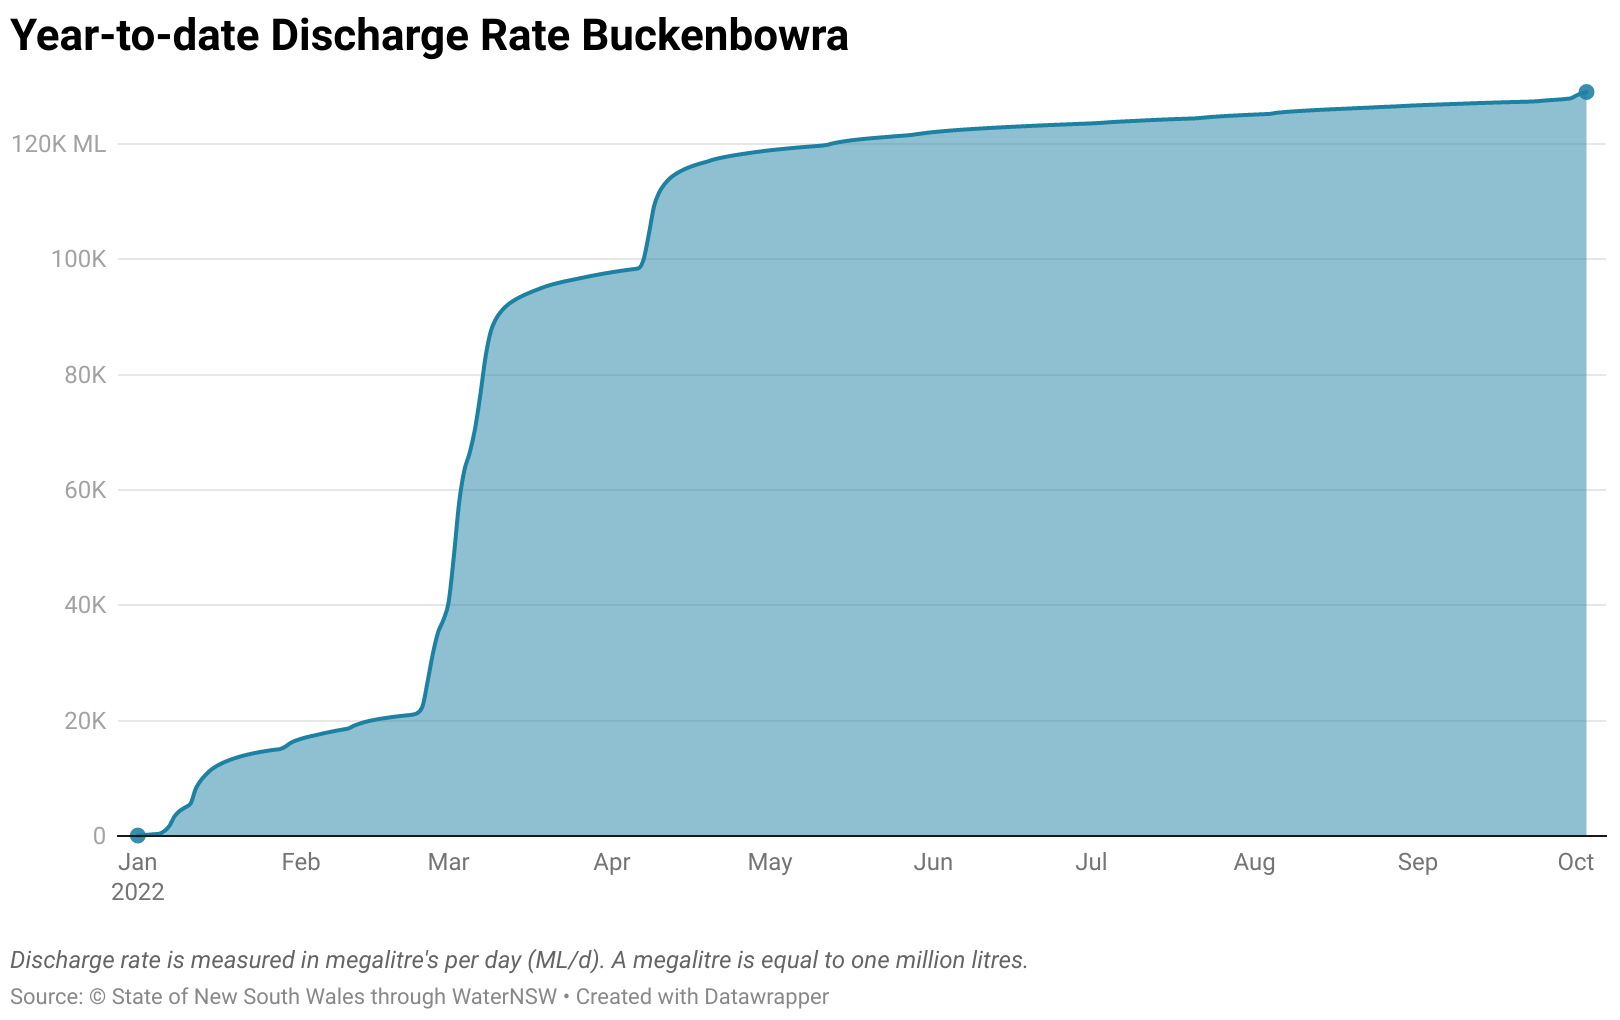 Year-to-date Discharge Rate Buckenbowra
120K ML
100K
80K
60K
40K
20K
0
Jan Feb Mar Apr May Jun Jul Aug Sep Oct
2022
Discharge rate is measured in megalitre's per day (ML/d). A megalitre is equal to one million litres.
Source: © State of New South Wales through WaterNSW • Created with Datawrapper